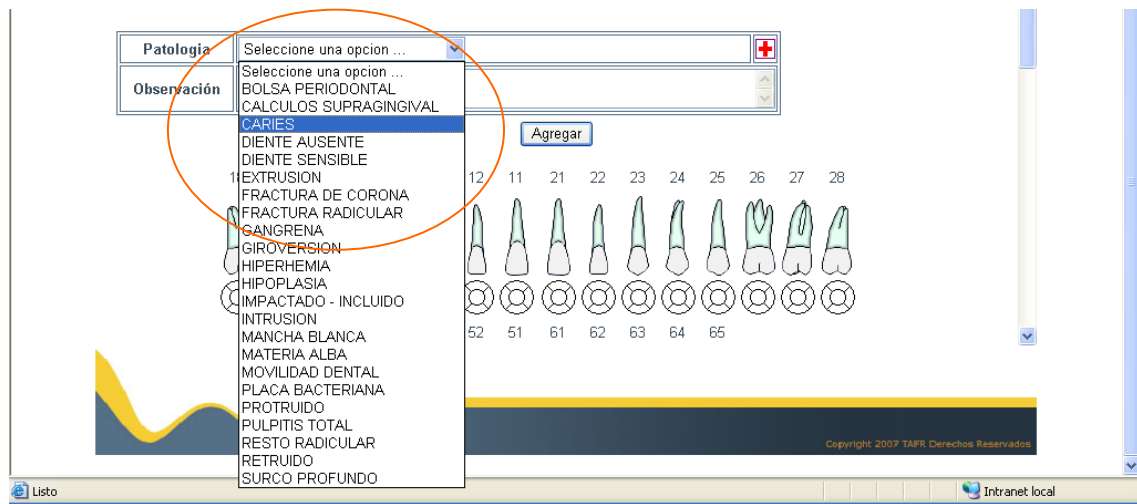 Patologia
Seleccione una opcion ...
Observación
Seleccione una opcion ...
BOLSA PERIODONTAL
CALCULOS SUPRAGINGIVAL
CARIES
DIENTE AUSENTE
DIENTE SENSIBLE
EXTRUSION
FRACTURA DE CORONA
FRACTURA RADICULAR
GANGRENA
GIROVERSION
HIPERHEMIA
HIPOPLASIA
IMPACTADO - INCLUIDO
INTRUSION
MANCHA BLANCA
MATERIA ALBA
MOVILIDAD DENTAL
PLACA BACTERIANA
PROTRUIDO
PULPITIS TOTAL
RESTO RADICULAR
RETRUIDO
SURCO PROFUNDO
Agregar
12 11 21 22 23 24 25 26 27 28
52 51 61 62 63 64 65
Copyright 2007 TAFR Derechos Reservados
Listo
Intranet local